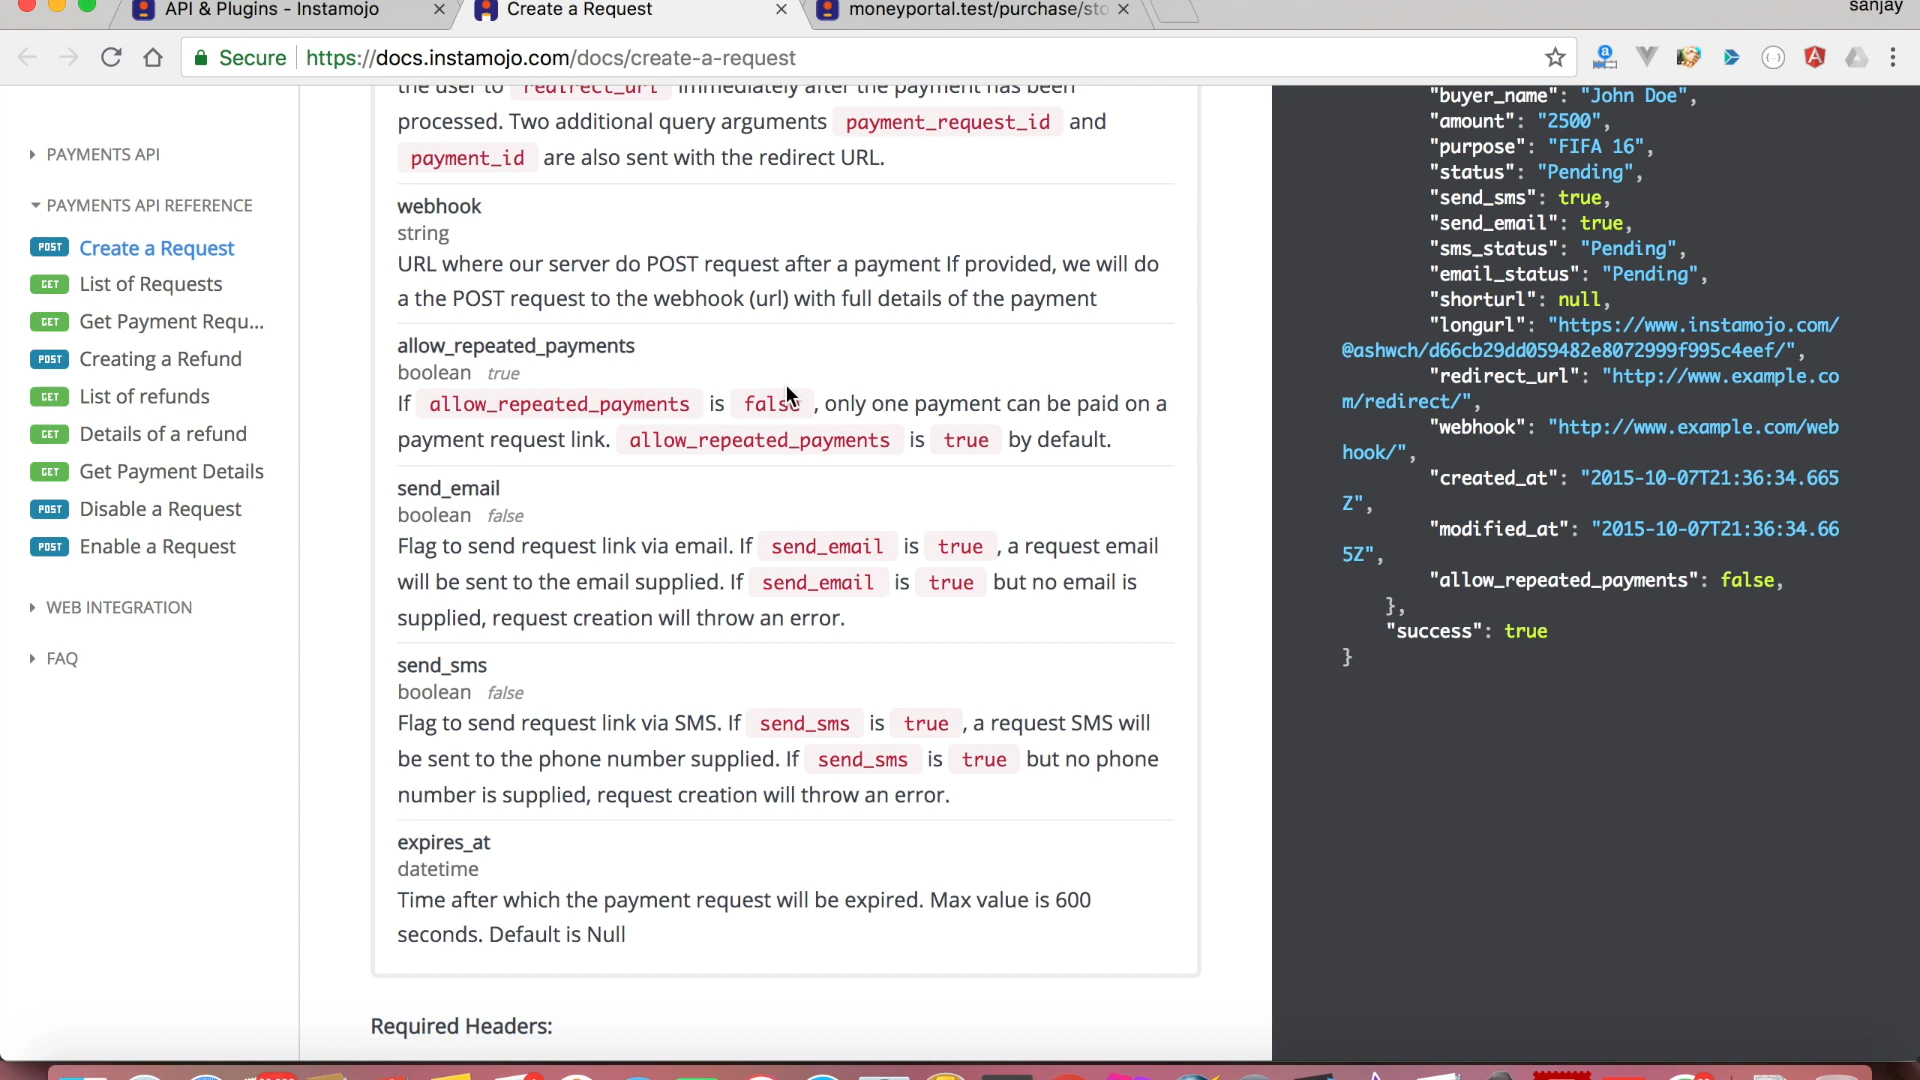 API & Plugins - Instamojo
Create a Request
moneyportal.test/purchase/sto
sanjay
Secure https://docs.instamojo.com/docs/create-a-request
PAYMENTS API
PAYMENTS API REFERENCE
POST Create a Request
GET List of Requests
GET Get Payment Requ...
POST Creating a Refund
GET List of refunds
GET Details of a refund
GET Get Payment Details
POST Disable a Request
POST Enable a Request
WEB INTEGRATION
FAQ
the user to redirect_url immediately after the payment has been
processed. Two additional query arguments payment_request_id and
payment_id are also sent with the redirect URL.
webhook
string
URL where our server do POST request after a payment If provided, we will do
a the POST request to the webhook (url) with full details of the payment
allow_repeated_payments
boolean true
If allow_repeated_payments is false , only one payment can be paid on a
payment request link. allow_repeated_payments is true by default.
send_email
boolean false
Flag to send request link via email. If send_email is true , a request email
will be sent to the email supplied. If send_email is true but no email is
supplied, request creation will throw an error.
send_sms
boolean false
Flag to send request link via SMS. If send_sms is true , a request SMS will
be sent to the phone number supplied. If send_sms is true but no phone
number is supplied, request creation will throw an error.
expires_at
datetime
Time after which the payment request will be expired. Max value is 600
seconds. Default is Null
Required Headers:
"buyer_name": "John Doe",
"amount": "2500",
"purpose": "FIFA 16",
"status": "Pending",
"send_sms": true,
"send_email": true,
"sms_status": "Pending",
"email_status": "Pending",
"shorturl": null,
"longurl": "https://www.instamojo.com/
@ashwch/d66cb29dd059482e8072999f995c4eef/",
"redirect_url": "http://www.example.co
m/redirect/",
"webhook": "http://www.example.com/web
hook/",
"created_at": "2015-10-07T21:36:34.665
Z",
"modified_at": "2015-10-07T21:36:34.66
5Z",
"allow_repeated_payments": false,
},
"success": true
}